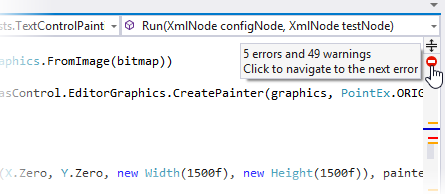 sts.TextControlPaint
Run(XmlNode configNode, XmlNode testNode)
5 errors and 49 warnings
Click to navigate to the next error
aphics.FromImage(bitmap))
asControl.EditorGraphics.CreatePainter(graphics, PointEx.ORIG
(X.Zero, Y.Zero, new Width(1500f), new Height(1500f)), painte